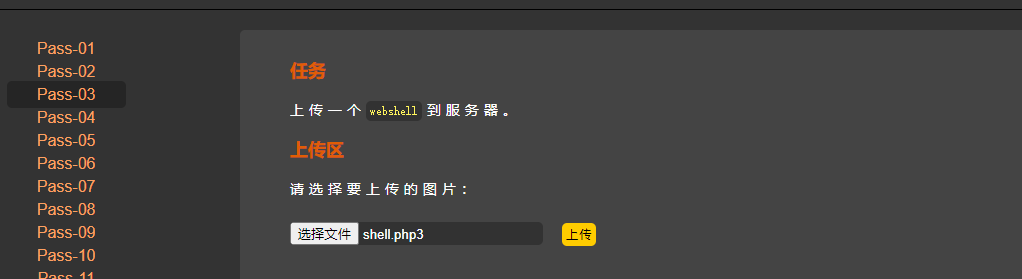 Pass-01
Pass-02
Pass-03
Pass-04
Pass-05
Pass-06
Pass-07
Pass-08
Pass-09
Pass-10
Pass-11
任务
上传一个 webshell 到服务器。
上传区
请选择要上传的图片：
选择文件 shell.php3 上传